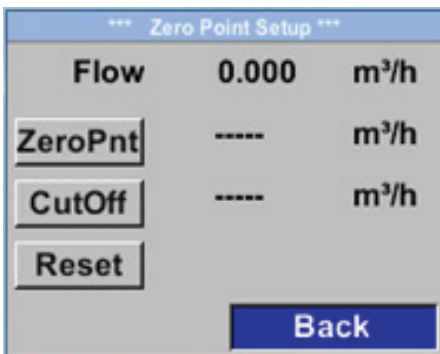 *** Zero Point Setup ***
Flow 0.000 m³/h
ZeroPnt ----- m³/h
CutOff ----- m³/h
Reset
Back